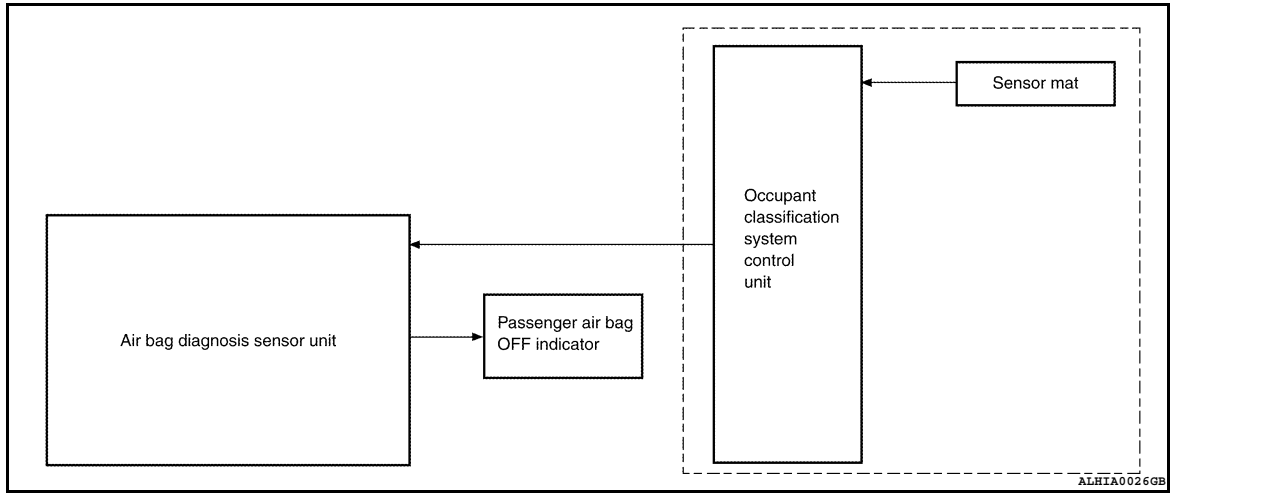 Sensor mat
Occupant
classification
system
control
unit
Air bag diagnosis sensor unit
Passenger air bag
OFF indicator
ALHIA0026GB